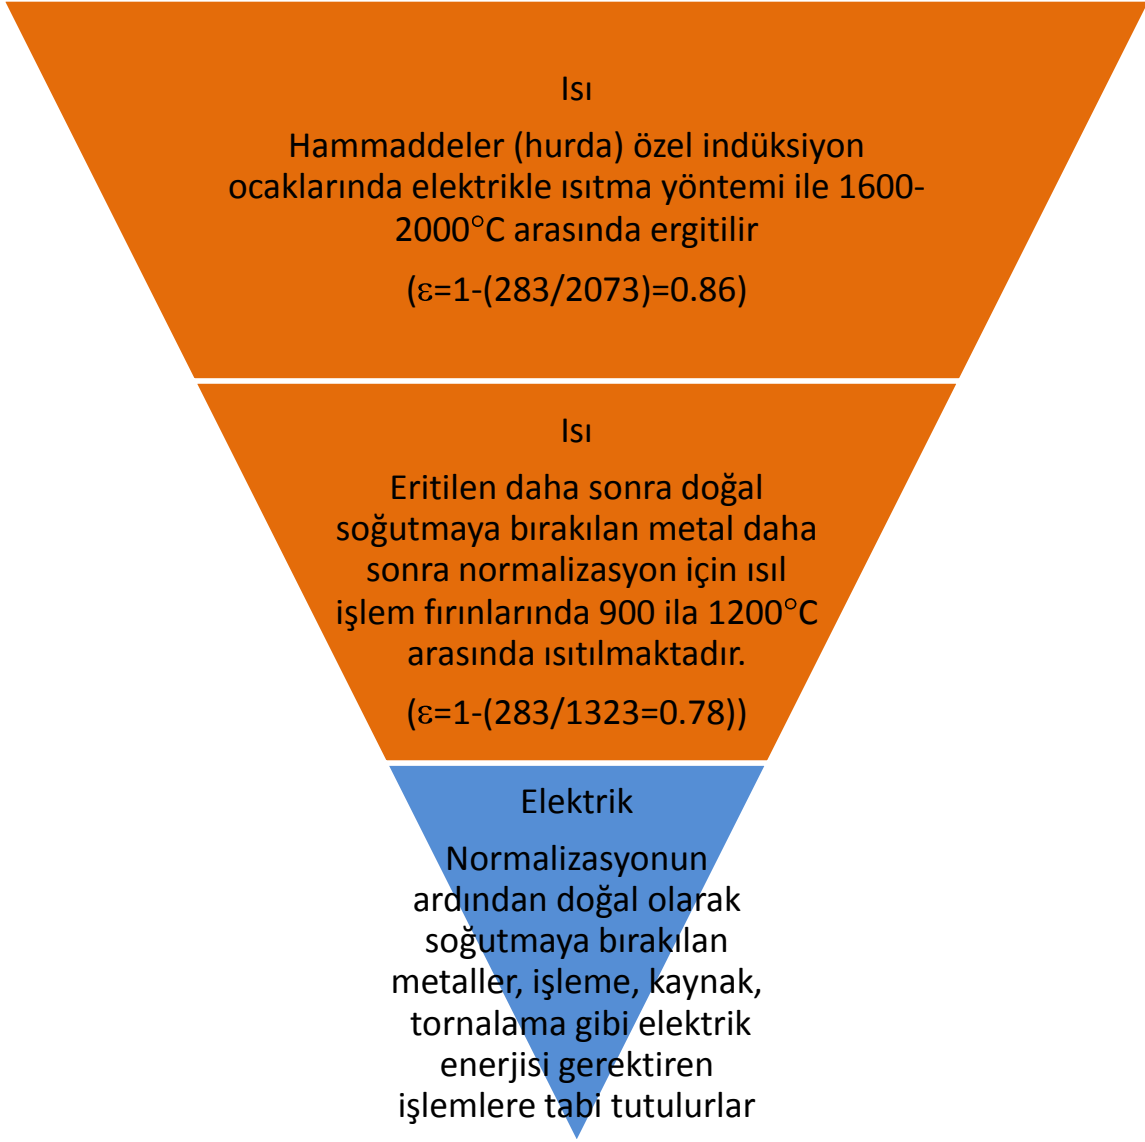 Isı
Hammaddeler (hurda) özel indüksiyon
ocaklarında elektrikle ısıtma yöntemi ile 1600-
2000°C arasında ergitilir
(ε=1-(283/2073)=0.86)
Isı
Eritilen daha sonra doğal
soğutmaya bırakılan metal daha
sonra normalizasyon için ısıl
işlem fırınlarında 900 ila 1200°C
arasında ısıtılmaktadır.
(ε=1-(283/1323=0.78))
Elektrik
Normalizasyonun
ardından doğal olarak
soğutmaya bırakılan
metaller, işleme, kaynak,
tornalama gibi elektrik
enerjisi gerektiren
işlemlere tabi tutulurlar